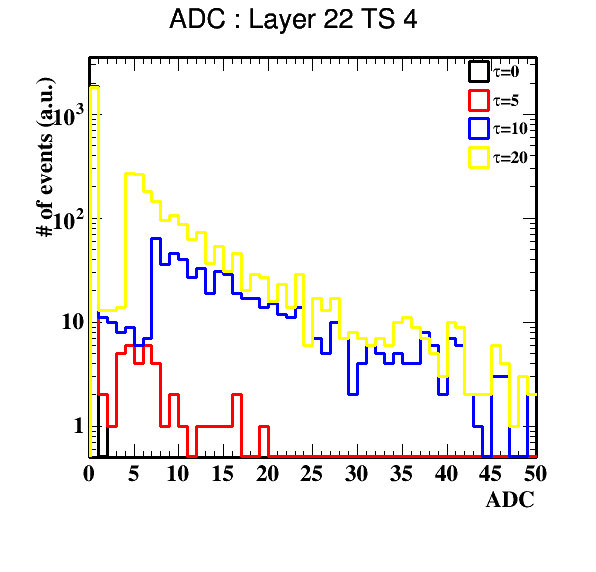 ADC : Layer 22 TS 4
# of events (a.u.)
10³
10²
10
1
τ=0
τ=5
τ=10
τ=20
0 5 10 15 20 25 30 35 40 45 50
ADC